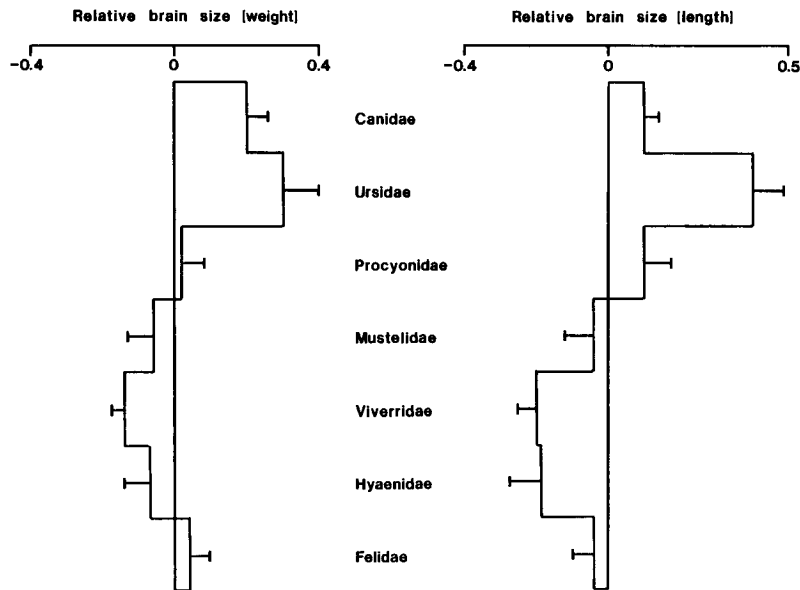 Relative brain size [weight]
Relative brain size [length]
-0.4 0 0.4
-0.4 0 0.5
Canidae
Ursidae
Procyonidae
Mustelidae
Viverridae
Hyaenidae
Felidae